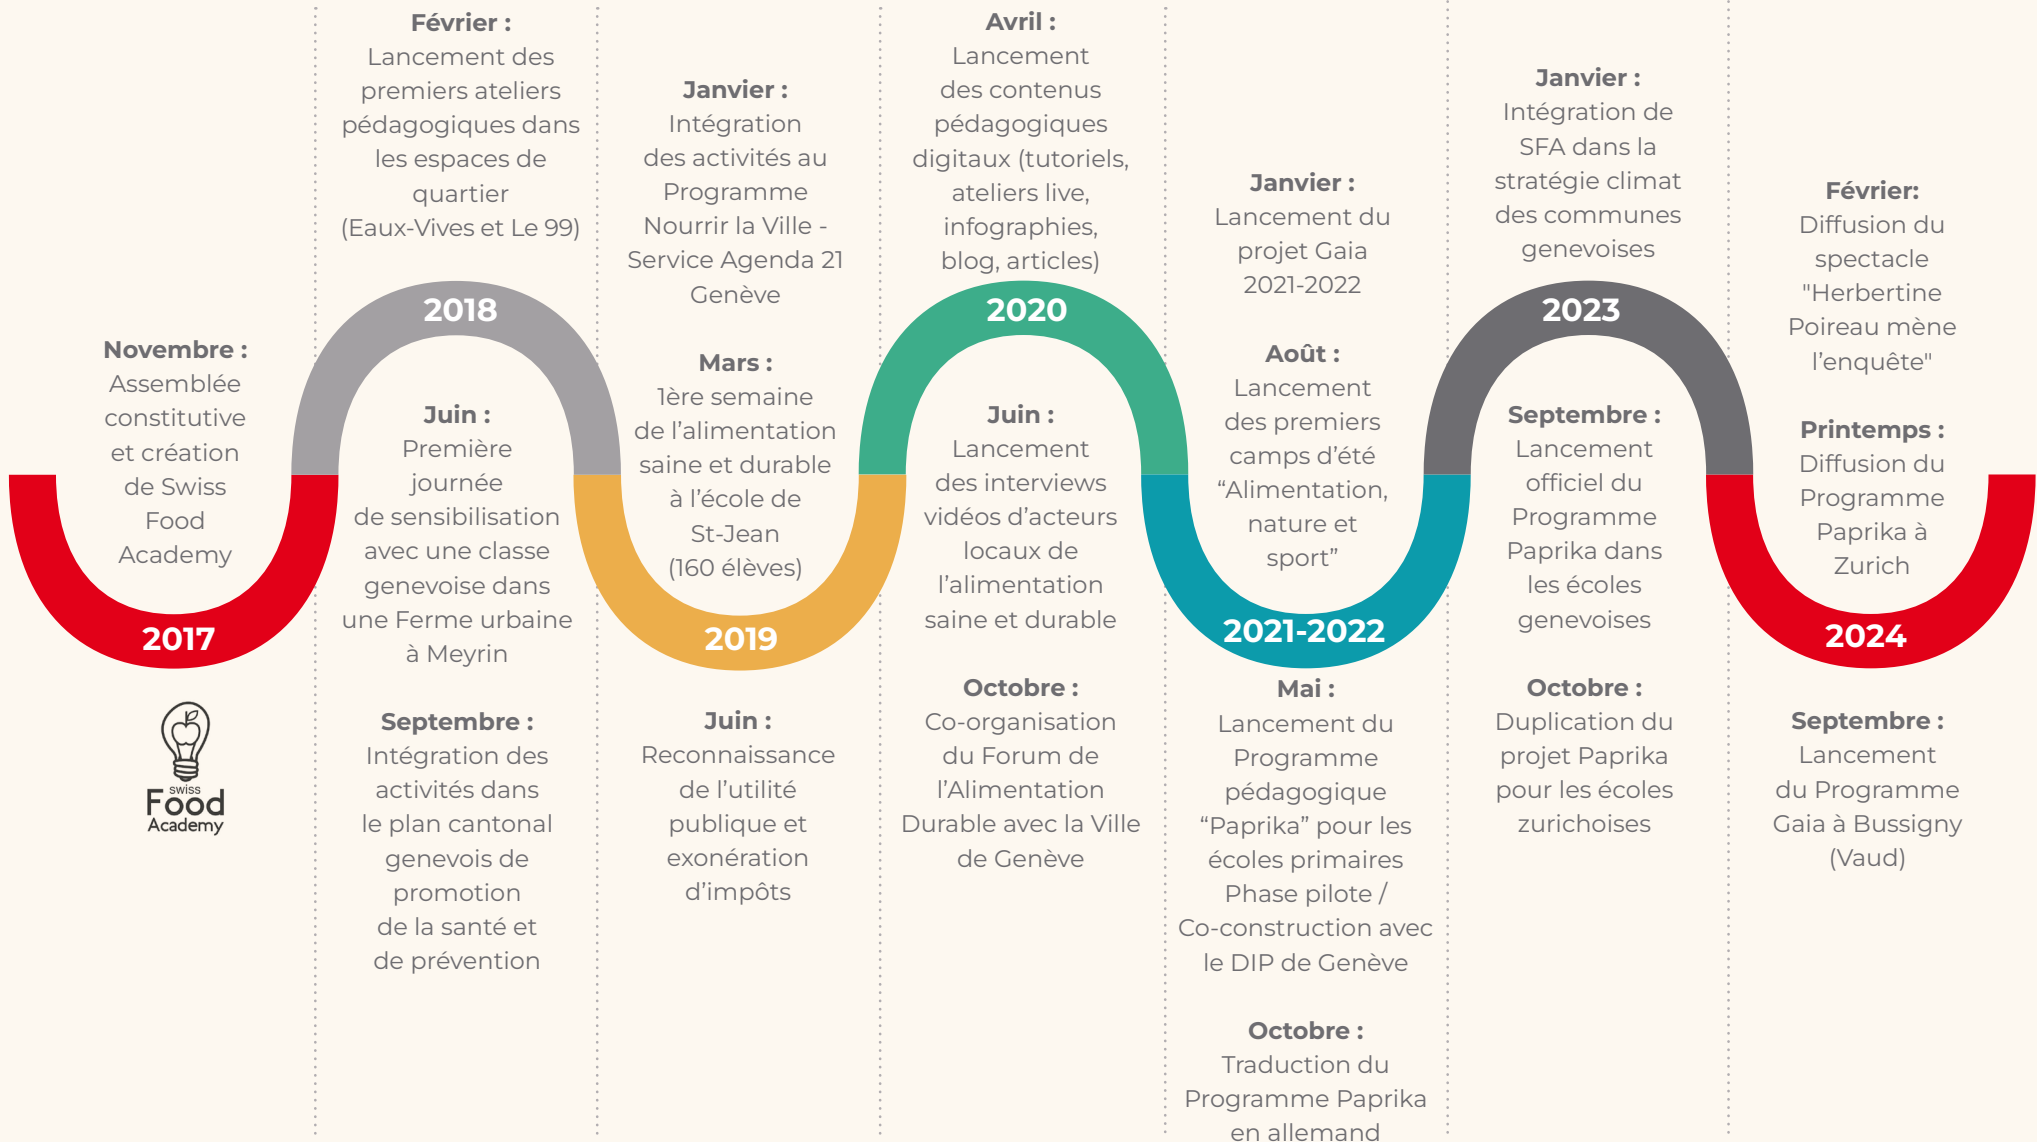 Novembre :
Assemblée
constitutive
et création
de Swiss
Food
Academy
2017
swiss
Food
Academy
Février :
Lancement des
premiers ateliers
pédagogiques dans
les espaces de
quartier
(Eaux-Vives et Le 99)
2018
Juin :
Première
journée
de sensibilisation
avec une classe
genevoise dans
une Ferme urbaine
à Meyrin
Septembre :
Intégration des
activités dans
le plan cantonal
genevois de
promotion
de la santé et
de prévention
Janvier :
Intégration
des activités au
Programme
Nourrir la Ville -
Service Agenda 21
Genève
Mars :
1ère semaine
de l’alimentation
saine et durable
à l’école de
St-Jean
(160 élèves)
2019
Juin :
Reconnaissance
de l’utilité
publique et
exonération
d’impôts
Avril :
Lancement
des contenus
pédagogiques
digitaux (tutoriels,
ateliers live,
infographies,
blog, articles)
2020
Juin :
Lancement
des interviews
vidéos d’acteurs
locaux de
l’alimentation
saine et durable
Octobre :
Co-organisation
du Forum de
l’Alimentation
Durable avec la Ville
de Genève
Janvier :
Lancement du
projet Gaia
2021-2022
Août :
Lancement
des premiers
camps d’été
“Alimentation,
nature et
sport”
2021-2022
Mai :
Lancement du
Programme
pédagogique
“Paprika” pour les
écoles primaires
Phase pilote /
Co-construction avec
le DIP de Genève
Octobre :
Traduction du
Programme Paprika
en allemand
Janvier :
Intégration de
SFA dans la
stratégie climat
des communes
genevoises
2023
Septembre :
Lancement
officiel du
Programme
Paprika dans
les écoles
genevoises
Octobre :
Duplication du
projet Paprika
pour les écoles
zurichoises
Février:
Diffusion du
spectacle
"Herbertine
Poireau mène
l’enquête"
Printemps :
Diffusion du
Programme
Paprika à
Zurich
2024
Septembre :
Lancement
du Programme
Gaia à Bussigny
(Vaud)